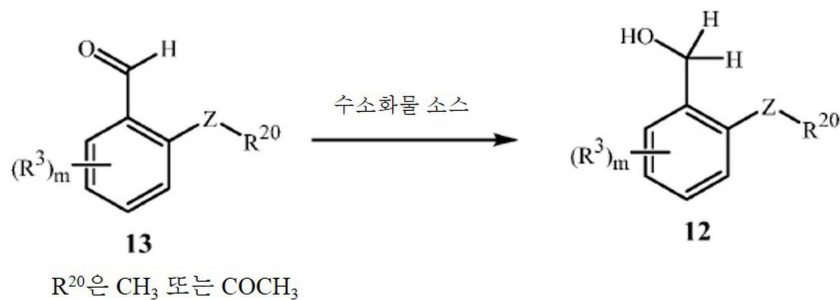 O
H
Z
R²⁰
(R³)ₘ
13
수소화물 소스
H
HO
H
Z
R²⁰
(R³)ₘ
12
R²⁰은 CH₃ 또는 COCH₃